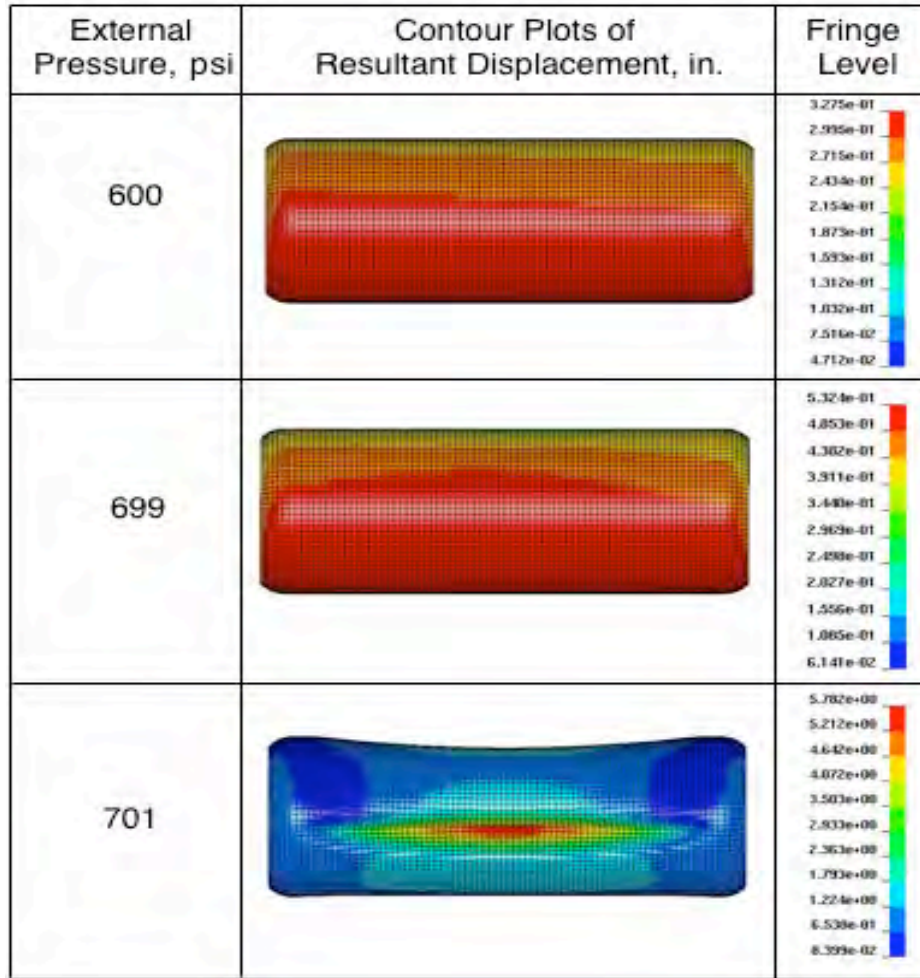 External
Pressure, psi
Contour Plots of
Resultant Displacement, in.
Fringe
Level
600
3.275e-01
2.995e-01
2.715e-01
2.434e-01
2.154e-01
1.873e-01
1.593e-01
1.312e-01
1.032e-01
7.516e-02
4.712e-02
699
5.324e-01
4.853e-01
4.382e-01
3.911e-01
3.440e-01
2.969e-01
2.498e-01
2.027e-01
1.556e-01
1.085e-01
6.141e-02
701
5.782e+00
5.212e+00
4.642e+00
4.072e+00
3.503e+00
2.933e+00
2.363e+00
1.793e+00
1.224e+00
6.538e-01
8.399e-02